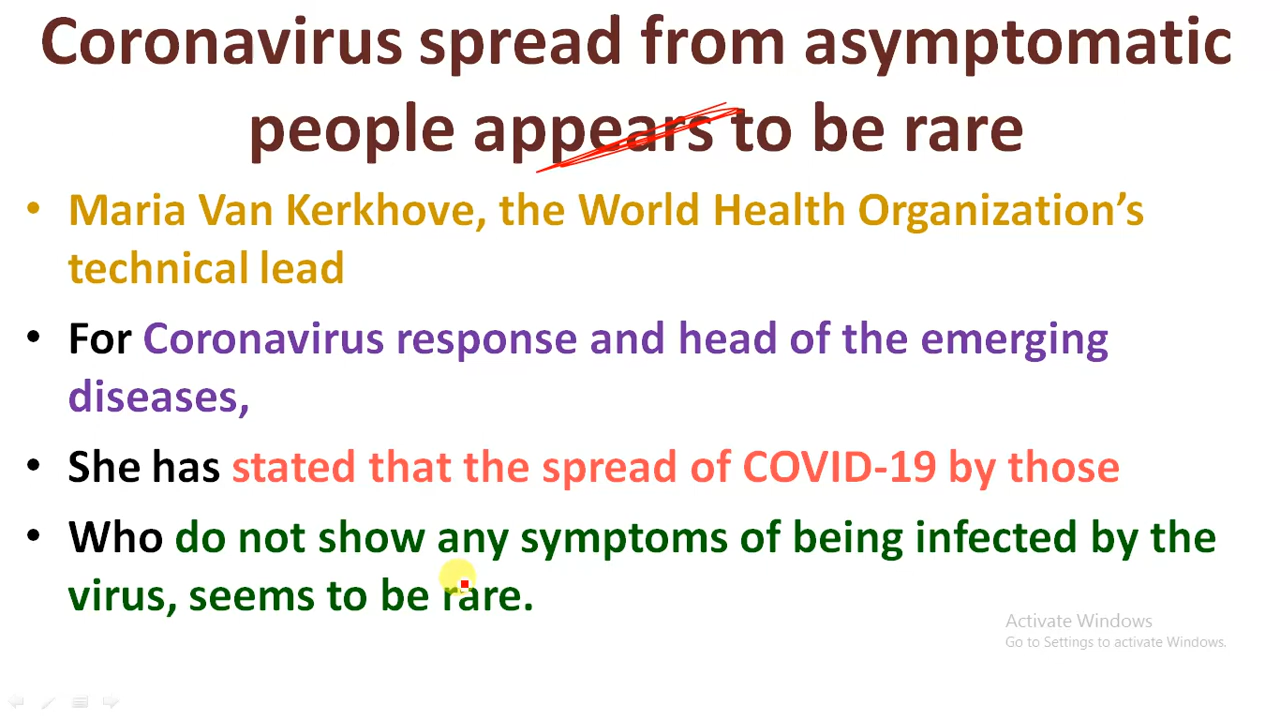 Coronavirus spread from asymptomatic
people appears to be rare
• Maria Van Kerkhove, the World Health Organization’s
technical lead
• For Coronavirus response and head of the emerging
diseases,
• She has stated that the spread of COVID-19 by those
• Who do not show any symptoms of being infected by the
virus, seems to be rare.
Activate Windows
Go to Settings to activate Windows.